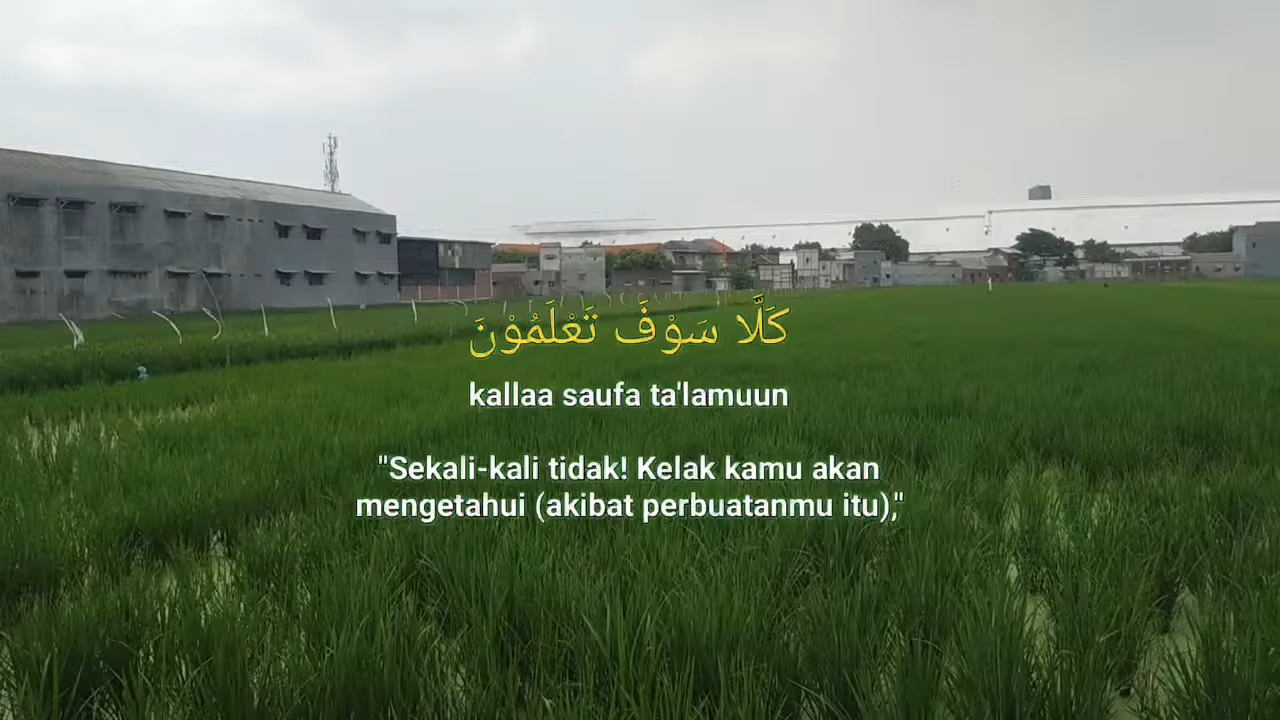 كَلَّا سَوْفَ تَعْلَمُوْنَ
kallaa saufa ta'lamuun
"Sekali-kali tidak! Kelak kamu akan
mengetahui (akibat perbuatanmu itu),"